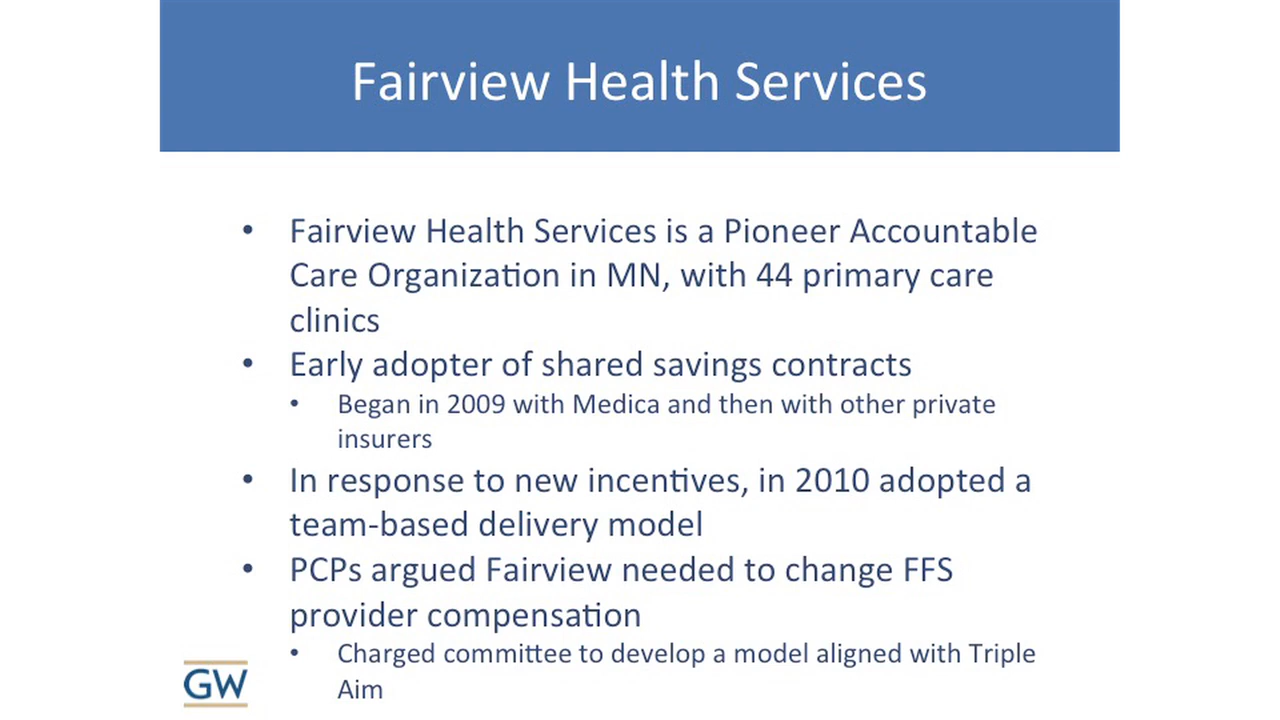 Fairview Health Services
• Fairview Health Services is a Pioneer Accountable
Care Organization in MN, with 44 primary care
clinics
• Early adopter of shared savings contracts
• Began in 2009 with Medica and then with other private
insurers
• In response to new incentives, in 2010 adopted a
team-based delivery model
• PCPs argued Fairview needed to change FFS
provider compensation
• Charged committee to develop a model aligned with Triple
Aim
GW